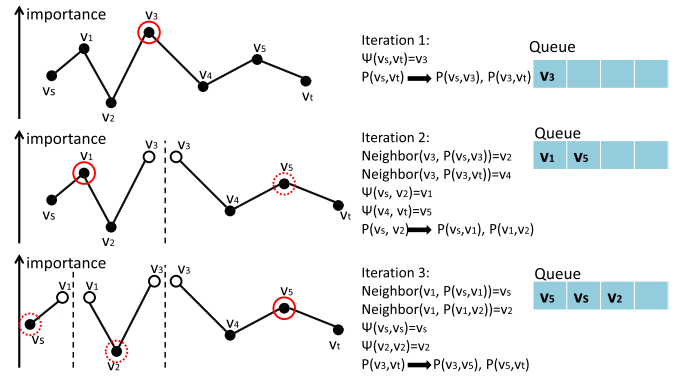 importance
v₃
v₁
v₅
vₛ
v₄
vₜ
v₂
Iteration 1:
Ψ(vₛ,vₜ)=v₃
P(vₛ,vₜ) → P(vₛ,v₃), P(v₃,vₜ)
Queue
v₃
importance
v₁
v₃
v₃
v₅
vₛ
v₄
vₜ
v₂
Iteration 2:
Neighbor(v₃, P(vₛ,v₃))=v₂
Neighbor(v₃, P(v₃,vₜ))=v₄
Ψ(vₛ, v₂)=v₁
Ψ(v₄, vₜ)=v₅
P(vₛ, v₂) → P(vₛ,v₁), P(v₁,v₂)
Queue
v₁ v₅
importance
v₁
v₁
v₃
v₃
v₅
vₛ
v₄
vₜ
v₂
Iteration 3:
Neighbor(v₁, P(vₛ,v₁))=vₛ
Neighbor(v₁, P(v₁,v₂))=v₂
Ψ(vₛ,vₛ)=vₛ
Ψ(v₂,v₂)=v₂
P(v₃,vₜ) → P(v₃,v₅), P(v₅,vₜ)
Queue
v₅ vₛ v₂